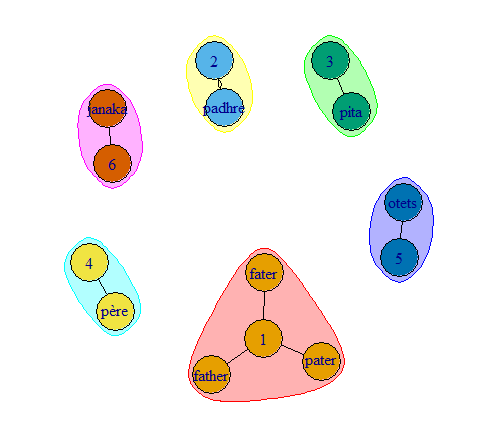 2
padhre
3
pita
janaka
6
otets
5
4
père
fater
1
father
pater